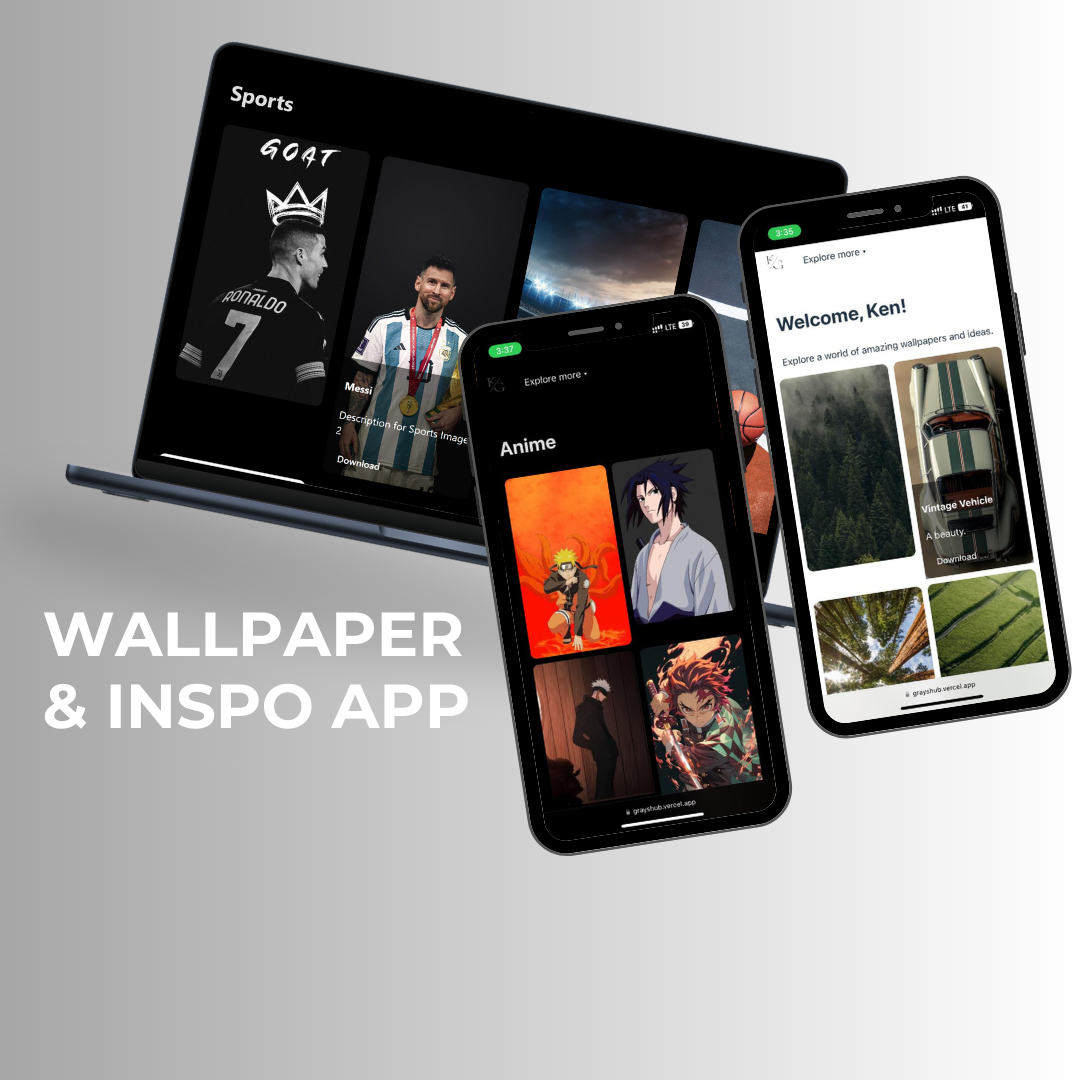 Sports
GOAT
RONALDO
7
Messi
Description for Sports Image
2
Download
3:37
LTE 39
Explore more
Anime
grayshub.vercel.app
3:35
LTE 41
Explore more
Welcome, Ken!
Explore a world of amazing wallpapers and ideas.
Vintage Vehicle
A beauty.
Download
grayshub.vercel.app
WALLPAPER
& INSPO APP